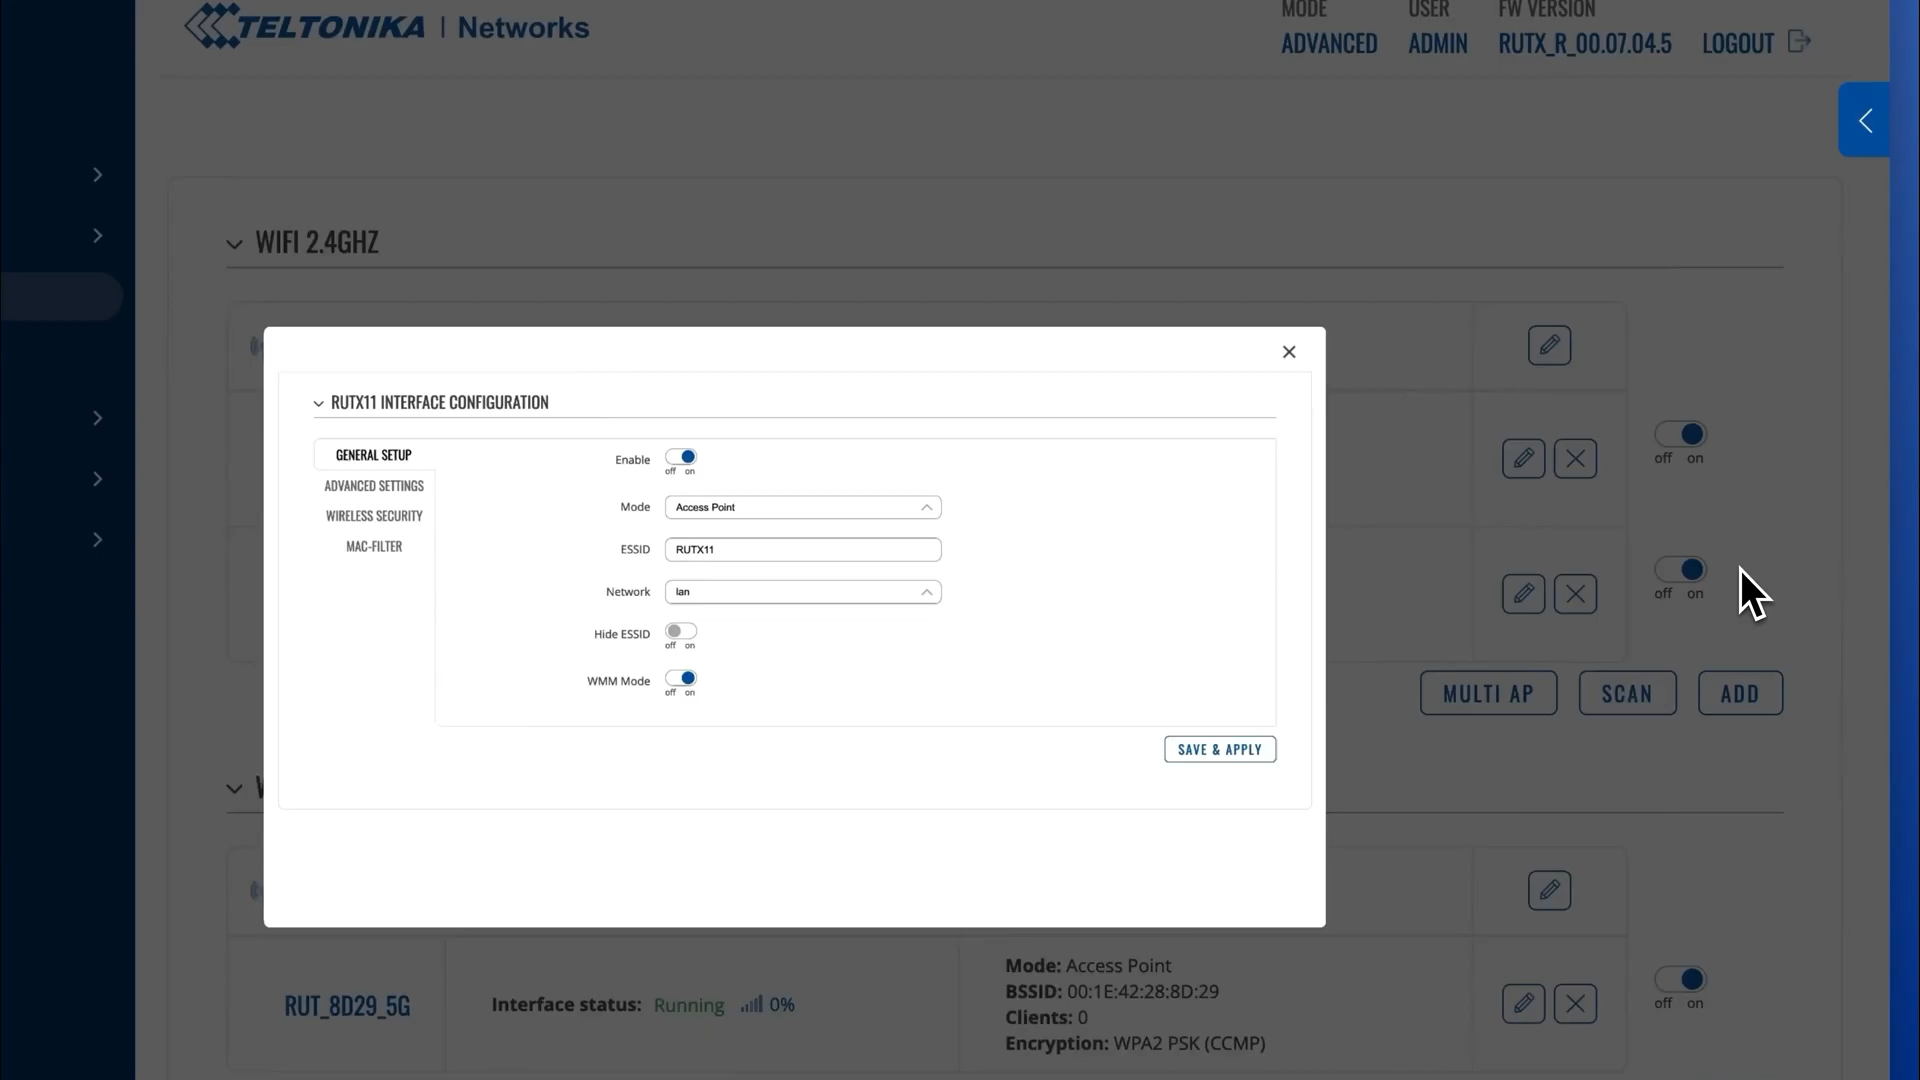 TELTONIKA | Networks
MODE
ADVANCED
USER
ADMIN
FW VERSION
RUTX_R_00.07.04.5
LOGOUT
WIFI 2.4GHZ
RUTX11 INTERFACE CONFIGURATION
GENERAL SETUP
ADVANCED SETTINGS
WIRELESS SECURITY
MAC-FILTER
Enable
off on
Mode
Access Point
ESSID
RUTX11
Network
lan
Hide ESSID
off on
WMM Mode
off on
SAVE & APPLY
off on
off on
MULTI AP
SCAN
ADD
RUT_8D29_5G
Interface status: Running 0%
Mode: Access Point
BSSID: 00:1E:42:28:8D:29
Clients: 0
Encryption: WPA2 PSK (CCMP)
off on